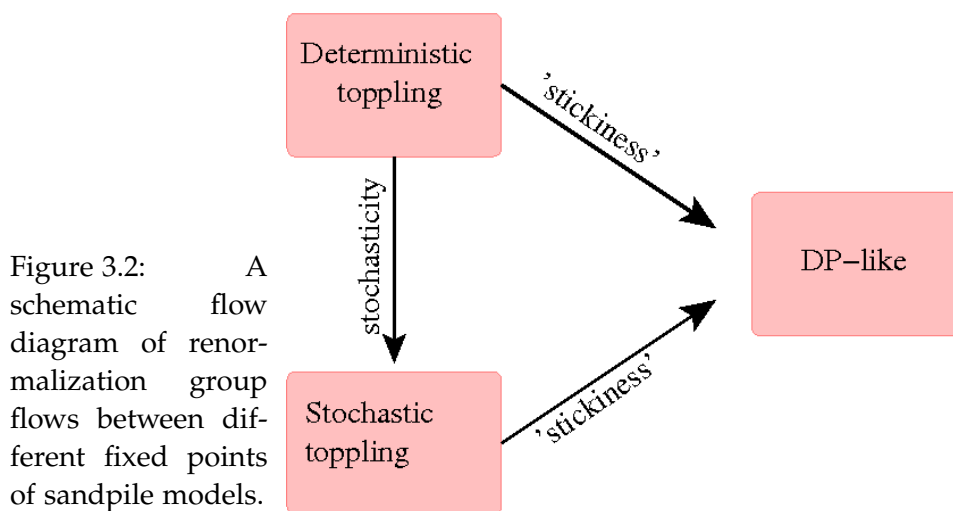 Deterministic
toppling
'stickiness'
stochasticity
DP-like
Stochastic
toppling
'stickiness'
Figure 3.2: A
schematic flow
diagram of renor-
malization group
flows between dif-
ferent fixed points
of sandpile models.